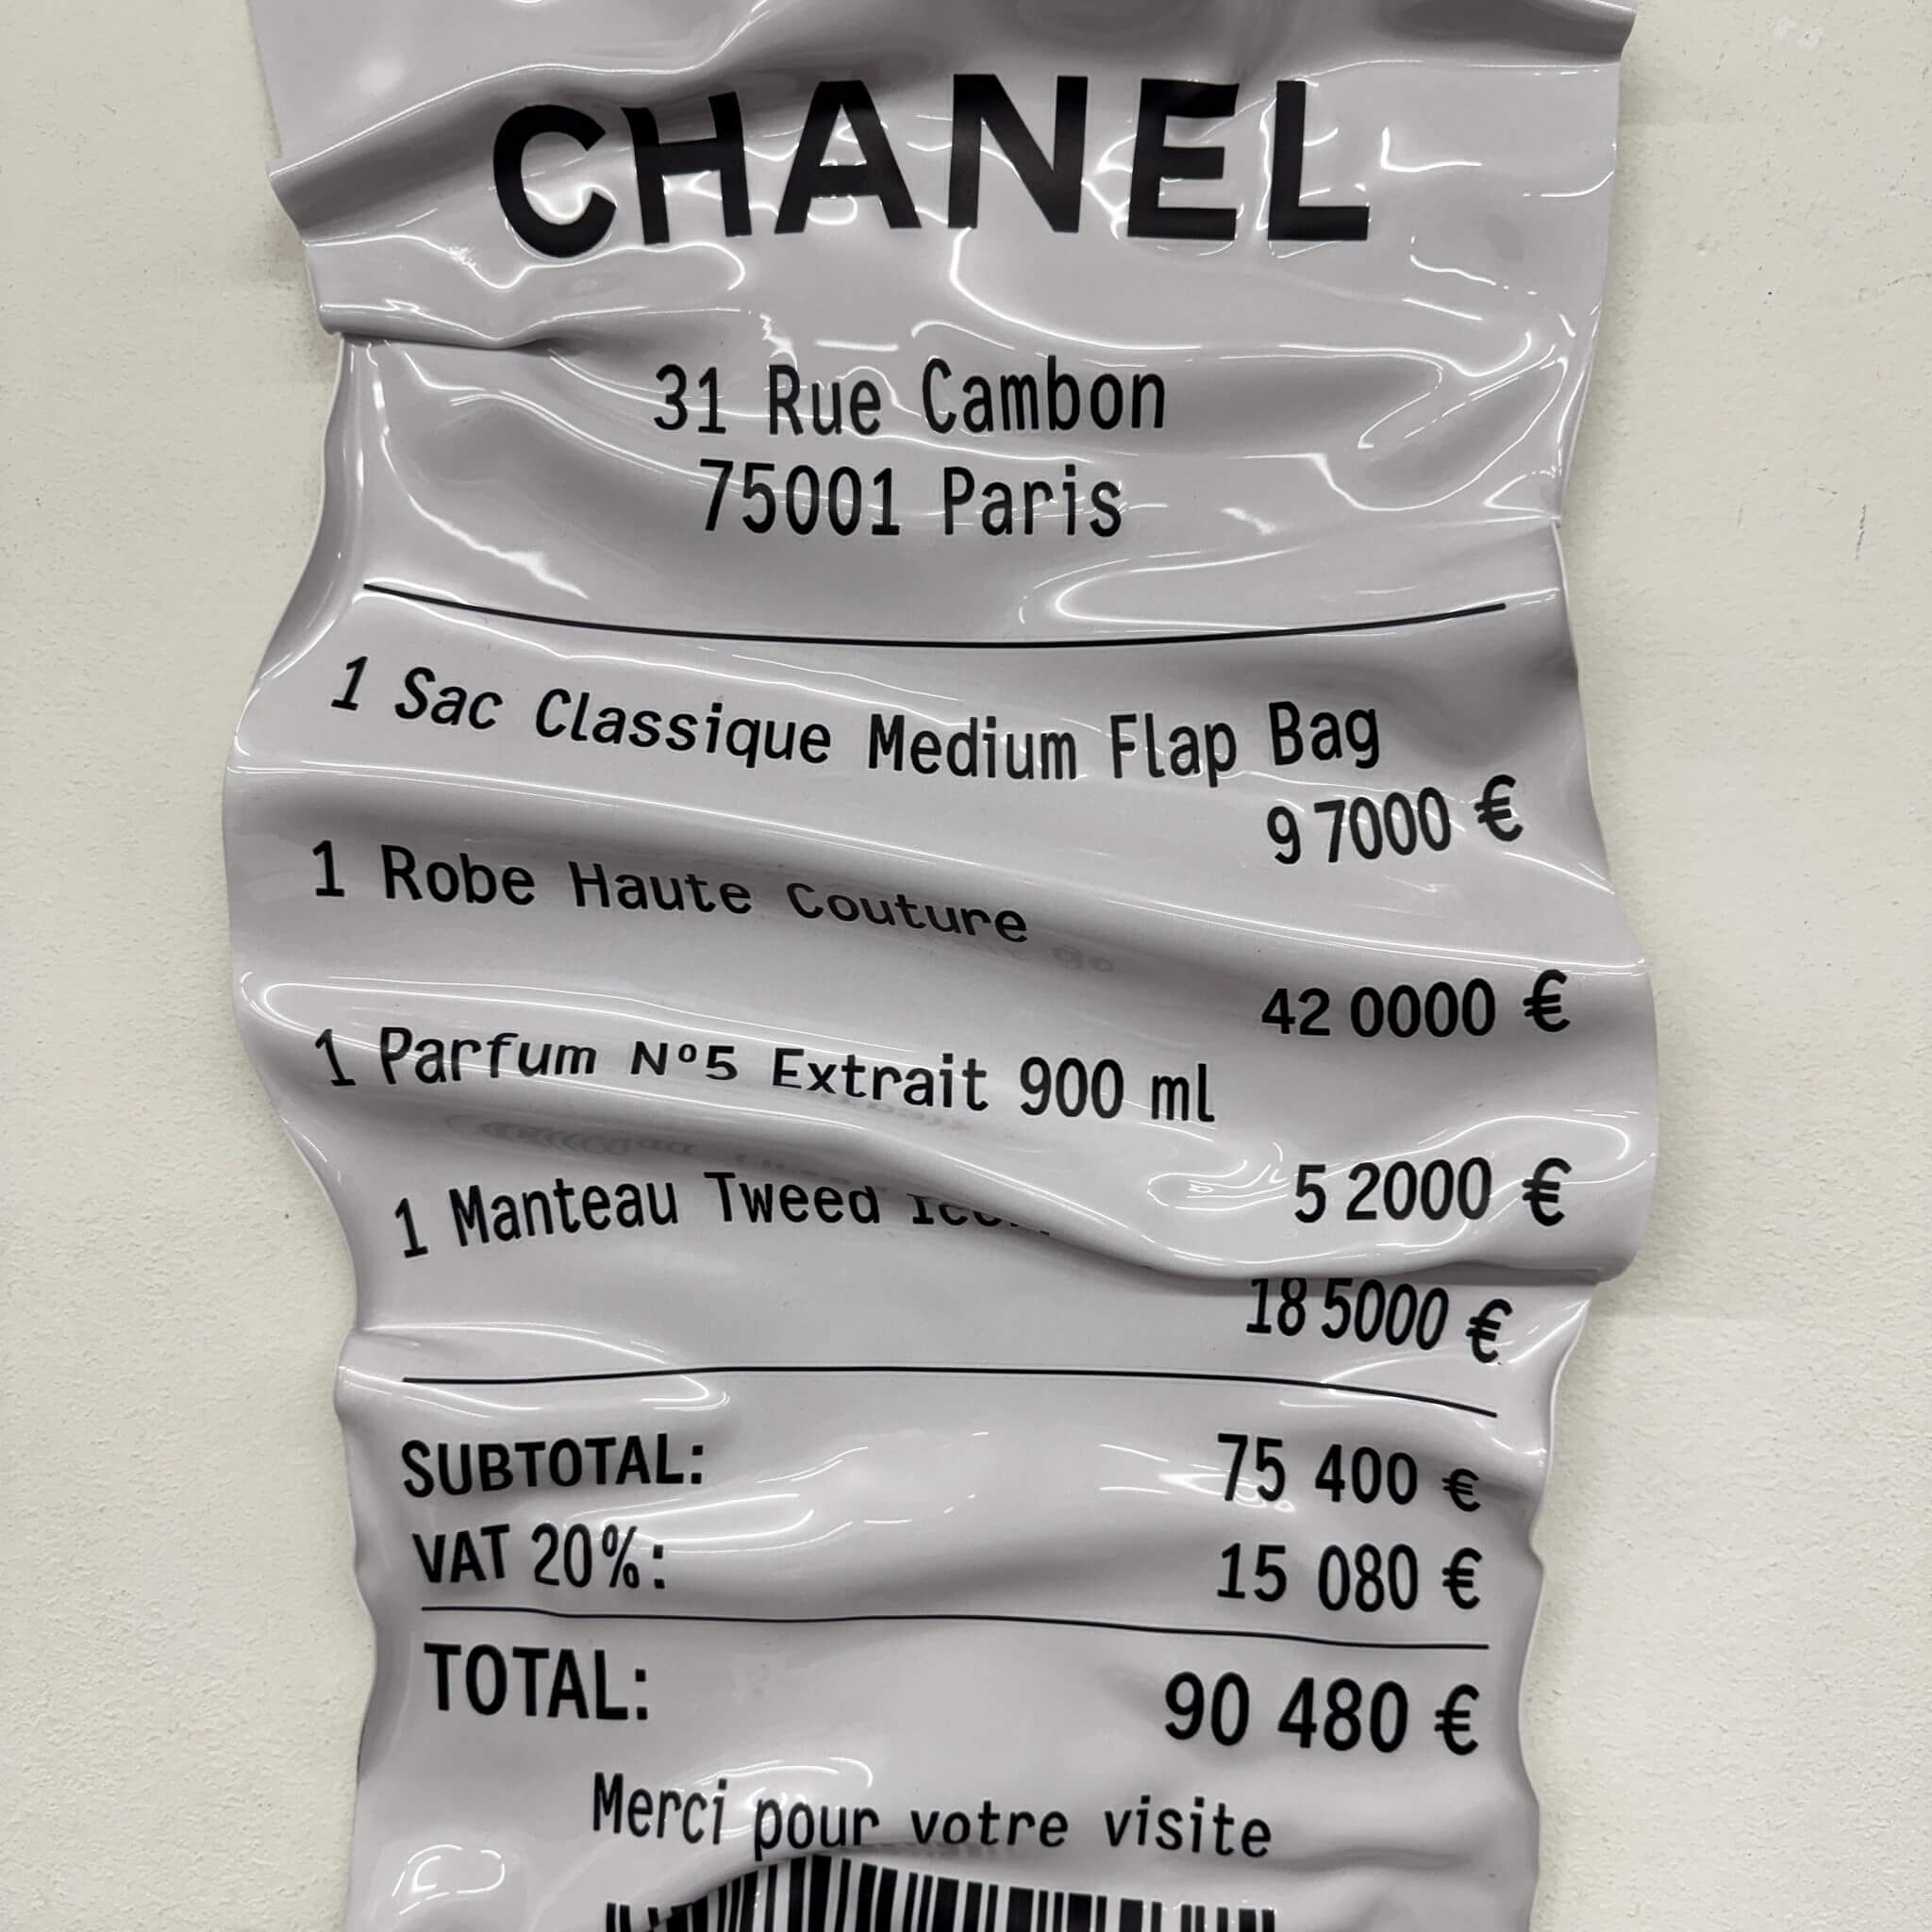 CHANEL
31 Rue Cambon
75001 Paris
1 Sac Classique Medium Flap Bag
9 7000 €
1 Robe Haute Couture
42 0000 €
1 Parfum Nº5 Extrait 900 ml
5 2000 €
1 Manteau Tweed
18 5000 €
SUBTOTAL: 75 400 €
VAT 20%: 15 080 €
TOTAL: 90 480 €
Merci pour votre visite